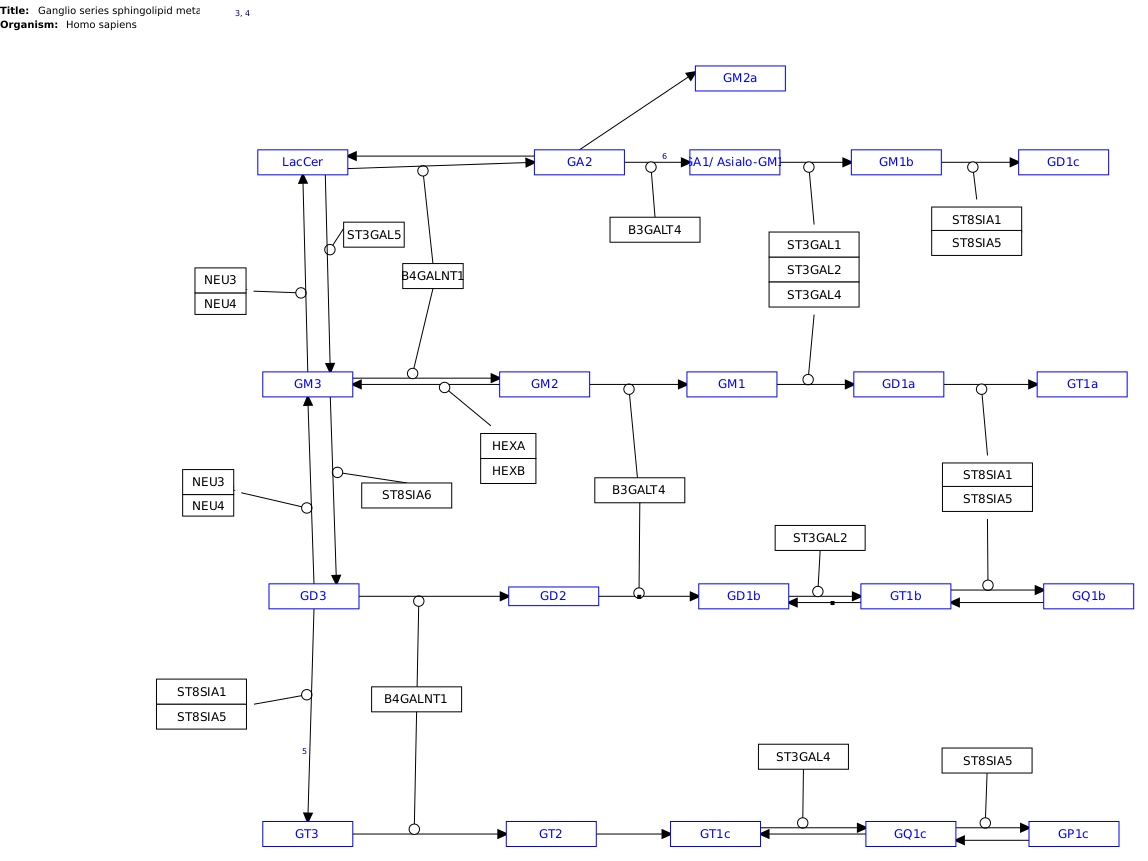 Title: Ganglio series sphingolipid meta
3, 4
Organism: Homo sapiens
GM2a
LacCer
GA2
6
GA1/ Asialo-GM1
GM1b
GD1c
ST3GAL5
B3GALT4
ST8SIA1
ST8SIA5
ST3GAL1
ST3GAL2
ST3GAL4
NEU3
NEU4
B4GALNT1
GM3
GM2
GM1
GD1a
GT1a
HEXA
HEXB
NEU3
NEU4
ST8SIA6
B3GALT4
ST8SIA1
ST8SIA5
ST3GAL2
GD3
GD2
GD1b
GT1b
GQ1b
ST8SIA1
ST8SIA5
B4GALNT1
5
ST3GAL4
ST8SIA5
GT3
GT2
GT1c
GQ1c
GP1c